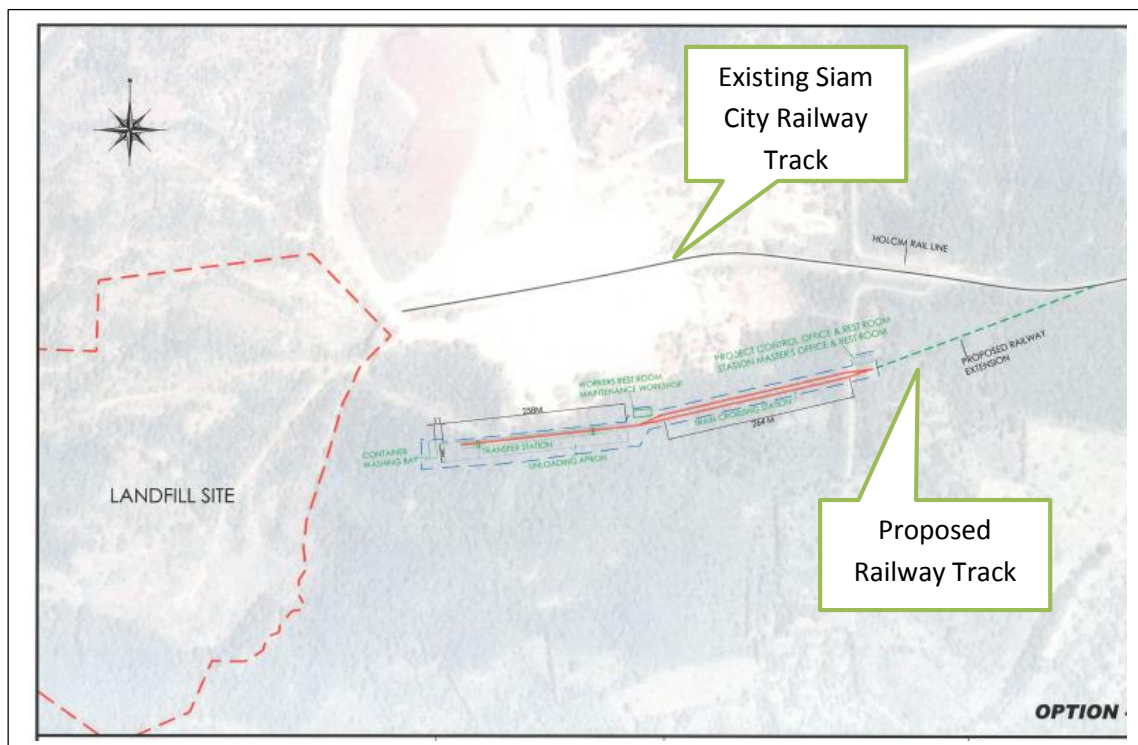 Existing Siam
City Railway
Track
HOLCIM RAIL LINE
PROJECT CONTROL OFFICE & REST ROOM
STATION MASTER'S OFFICE & REST ROOM
PROPOSED RAILWAY
EXTENSION
WORKERS REST ROOM
MAINTENANCE WORKSHOP
258M
TRAIN CROSSING STATION
264 M
CONTAINER
WASHING BAY
TRANSFER STATION
UNLOADING APRON
LANDFILL SITE
Proposed
Railway Track
OPTION